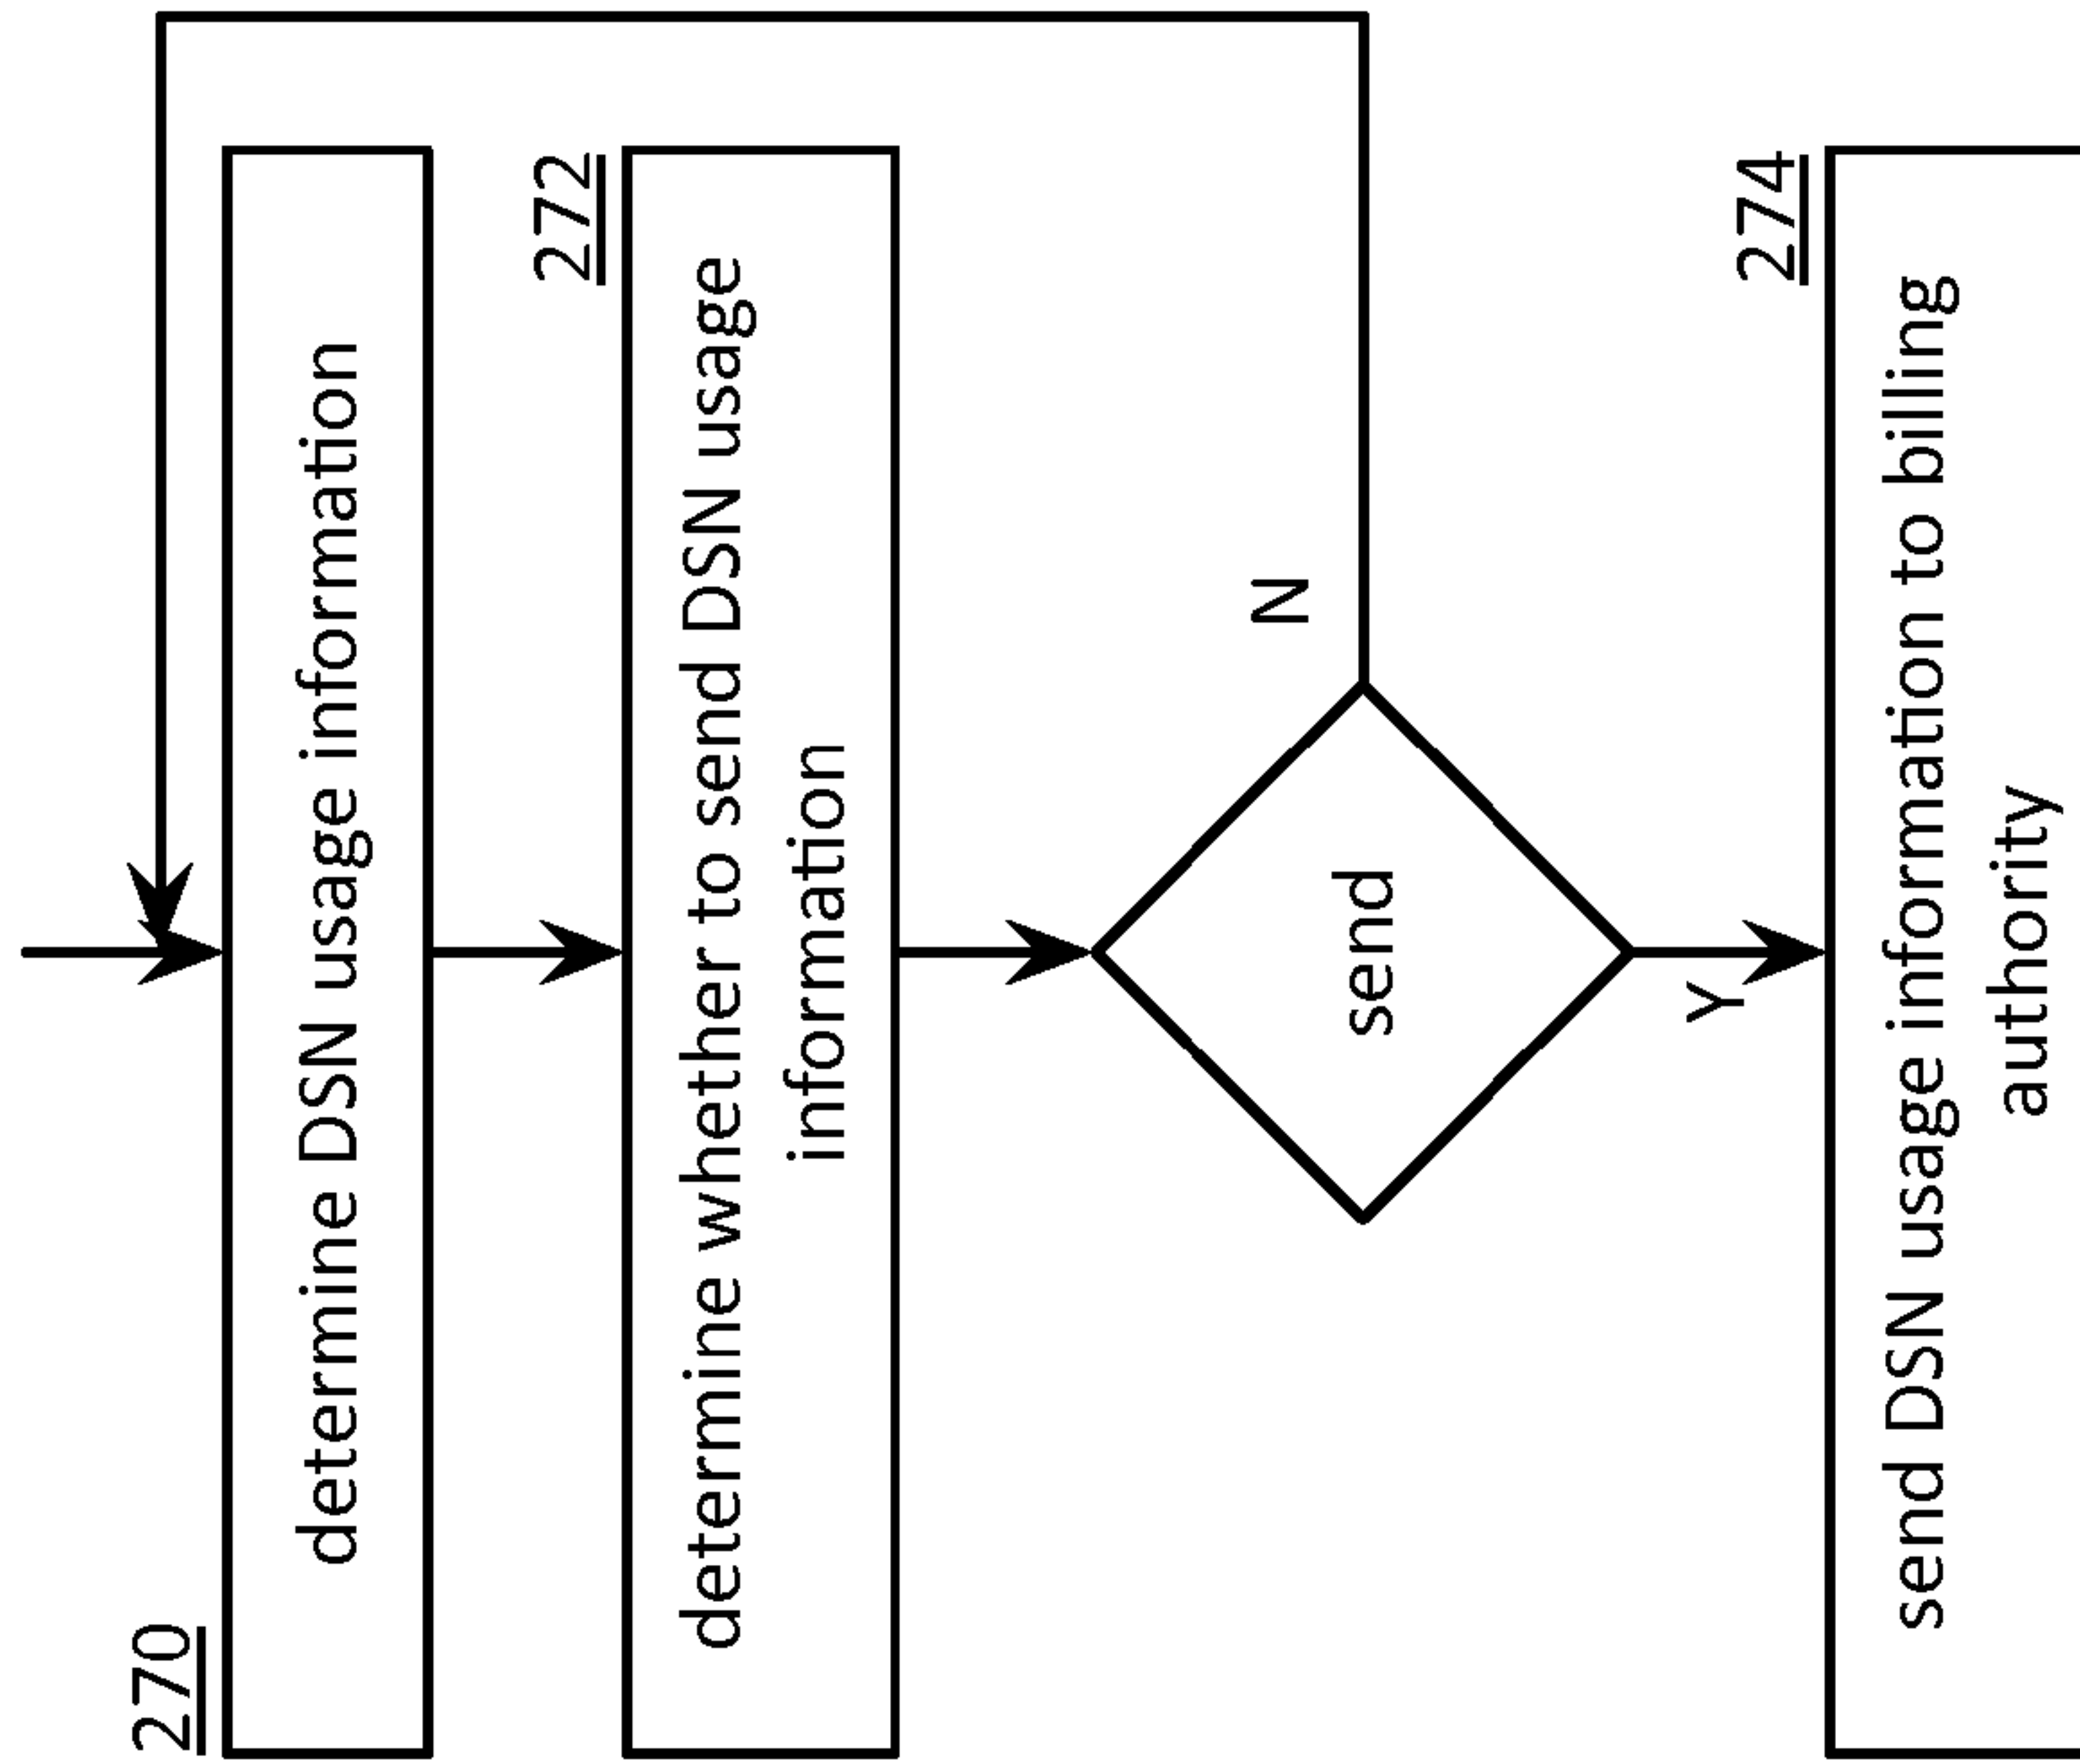 270
determine DSN usage information
272
determine whether to send DSN usage
information
send
N
Y
274
send DSN usage information to billing
authority